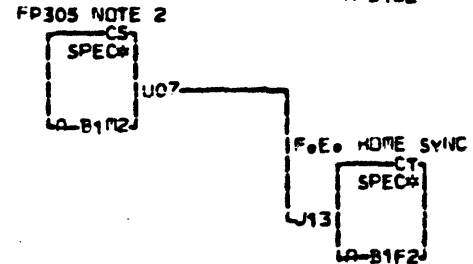 FP305 NOTE 2
CS
SPEC*
U07
A-B1M2
F.E. HOME SYNC
CT
SPEC*
U13
A-B1F2